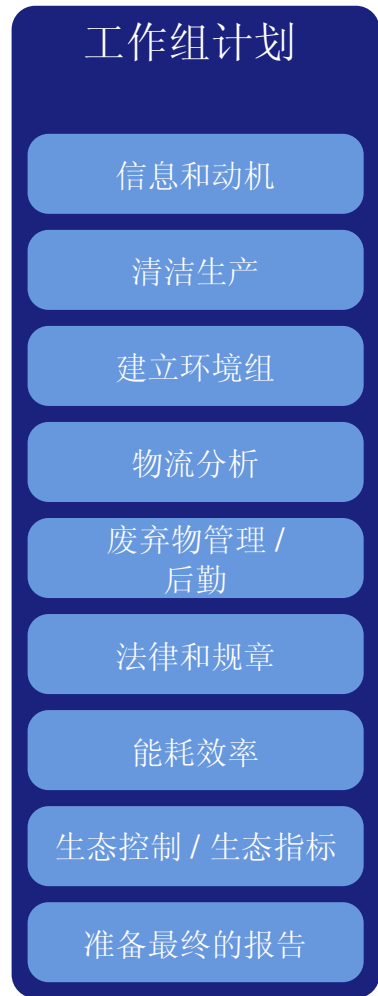 工作组计划
信息和动机
清洁生产
建立环境组
物流分析
废弃物管理 /
后勤
法律和规章
能耗效率
生态控制 / 生态指标
准备最终的报告